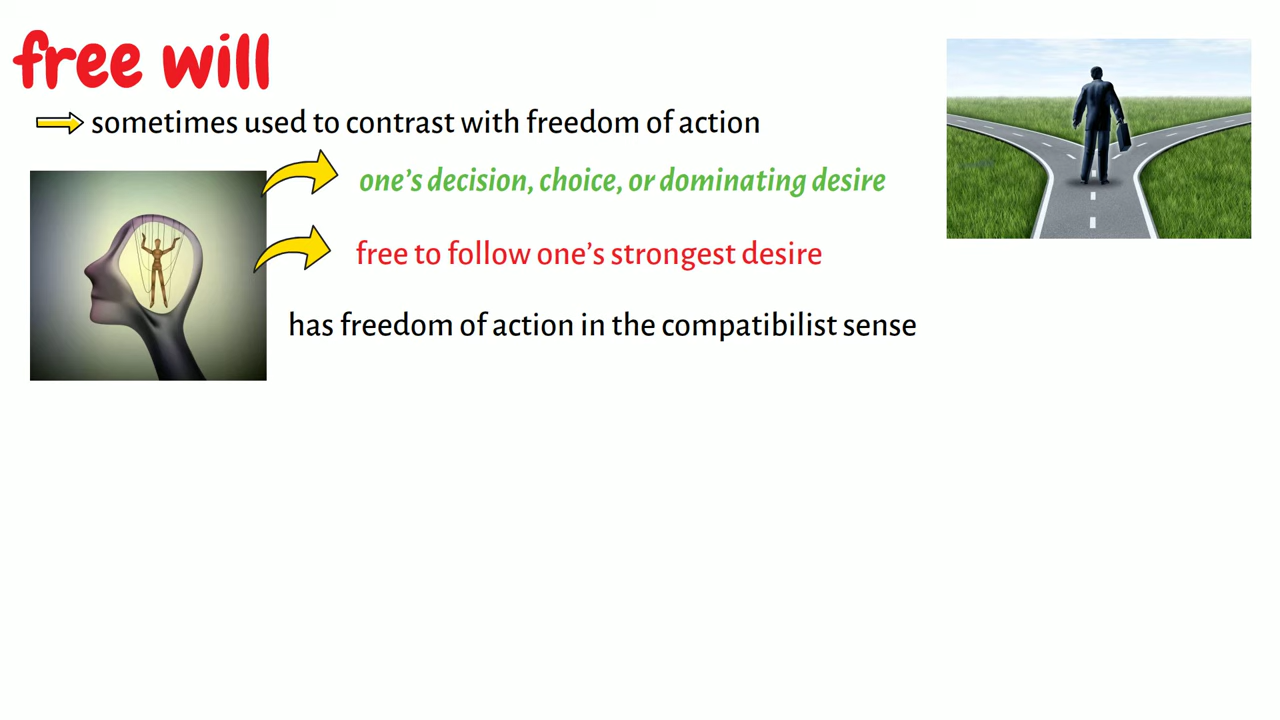 free will
sometimes used to contrast with freedom of action
one's decision, choice, or dominating desire
free to follow one's strongest desire
has freedom of action in the compatibilist sense